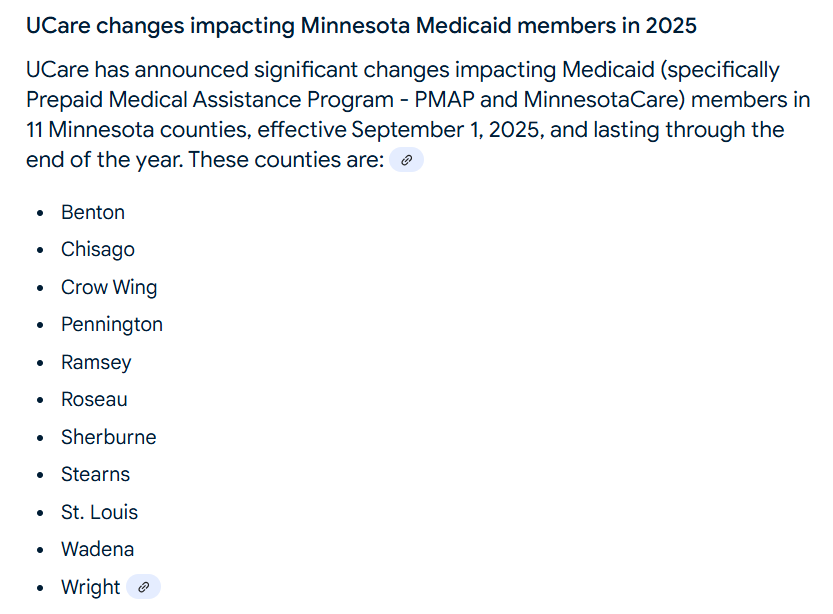 UCare changes impacting Minnesota Medicaid members in 2025
UCare has announced significant changes impacting Medicaid (specifically
Prepaid Medical Assistance Program - PMAP and MinnesotaCare) members in
11 Minnesota counties, effective September 1, 2025, and lasting through the
end of the year. These counties are:
• Benton
• Chisago
• Crow Wing
• Pennington
• Ramsey
• Roseau
• Sherburne
• Stearns
• St. Louis
• Wadena
• Wright